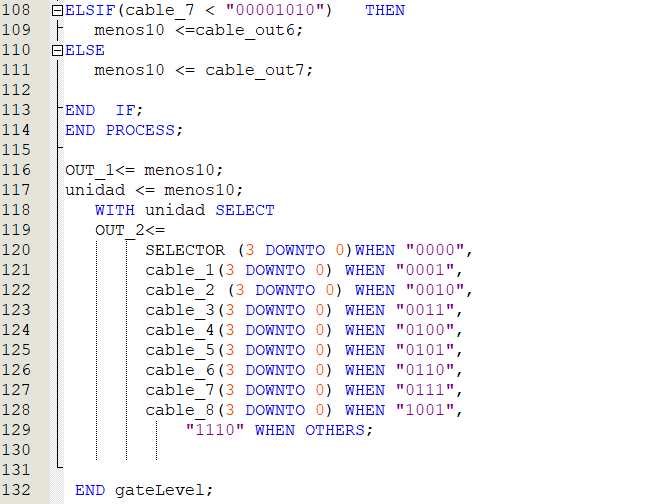 108 ELSIF(cable_7 < "00001010") THEN
109 menos10 <=cable_out6;
110 ELSE
111 menos10 <= cable_out7;
112
113 END IF;
114 END PROCESS;
115
116 OUT_1<= menos10;
117 unidad <= menos10;
118 WITH unidad SELECT
119 OUT_2<=
120 SELECTOR (3 DOWNTO 0)WHEN "0000",
121 cable_1(3 DOWNTO 0) WHEN "0001",
122 cable_2 (3 DOWNTO 0) WHEN "0010",
123 cable_3(3 DOWNTO 0) WHEN "0011",
124 cable_4(3 DOWNTO 0) WHEN "0100",
125 cable_5(3 DOWNTO 0) WHEN "0101",
126 cable_6(3 DOWNTO 0) WHEN "0110",
127 cable_7(3 DOWNTO 0) WHEN "0111",
128 cable_8(3 DOWNTO 0) WHEN "1001",
129 "1110" WHEN OTHERS;
130
131
132 END gateLevel;